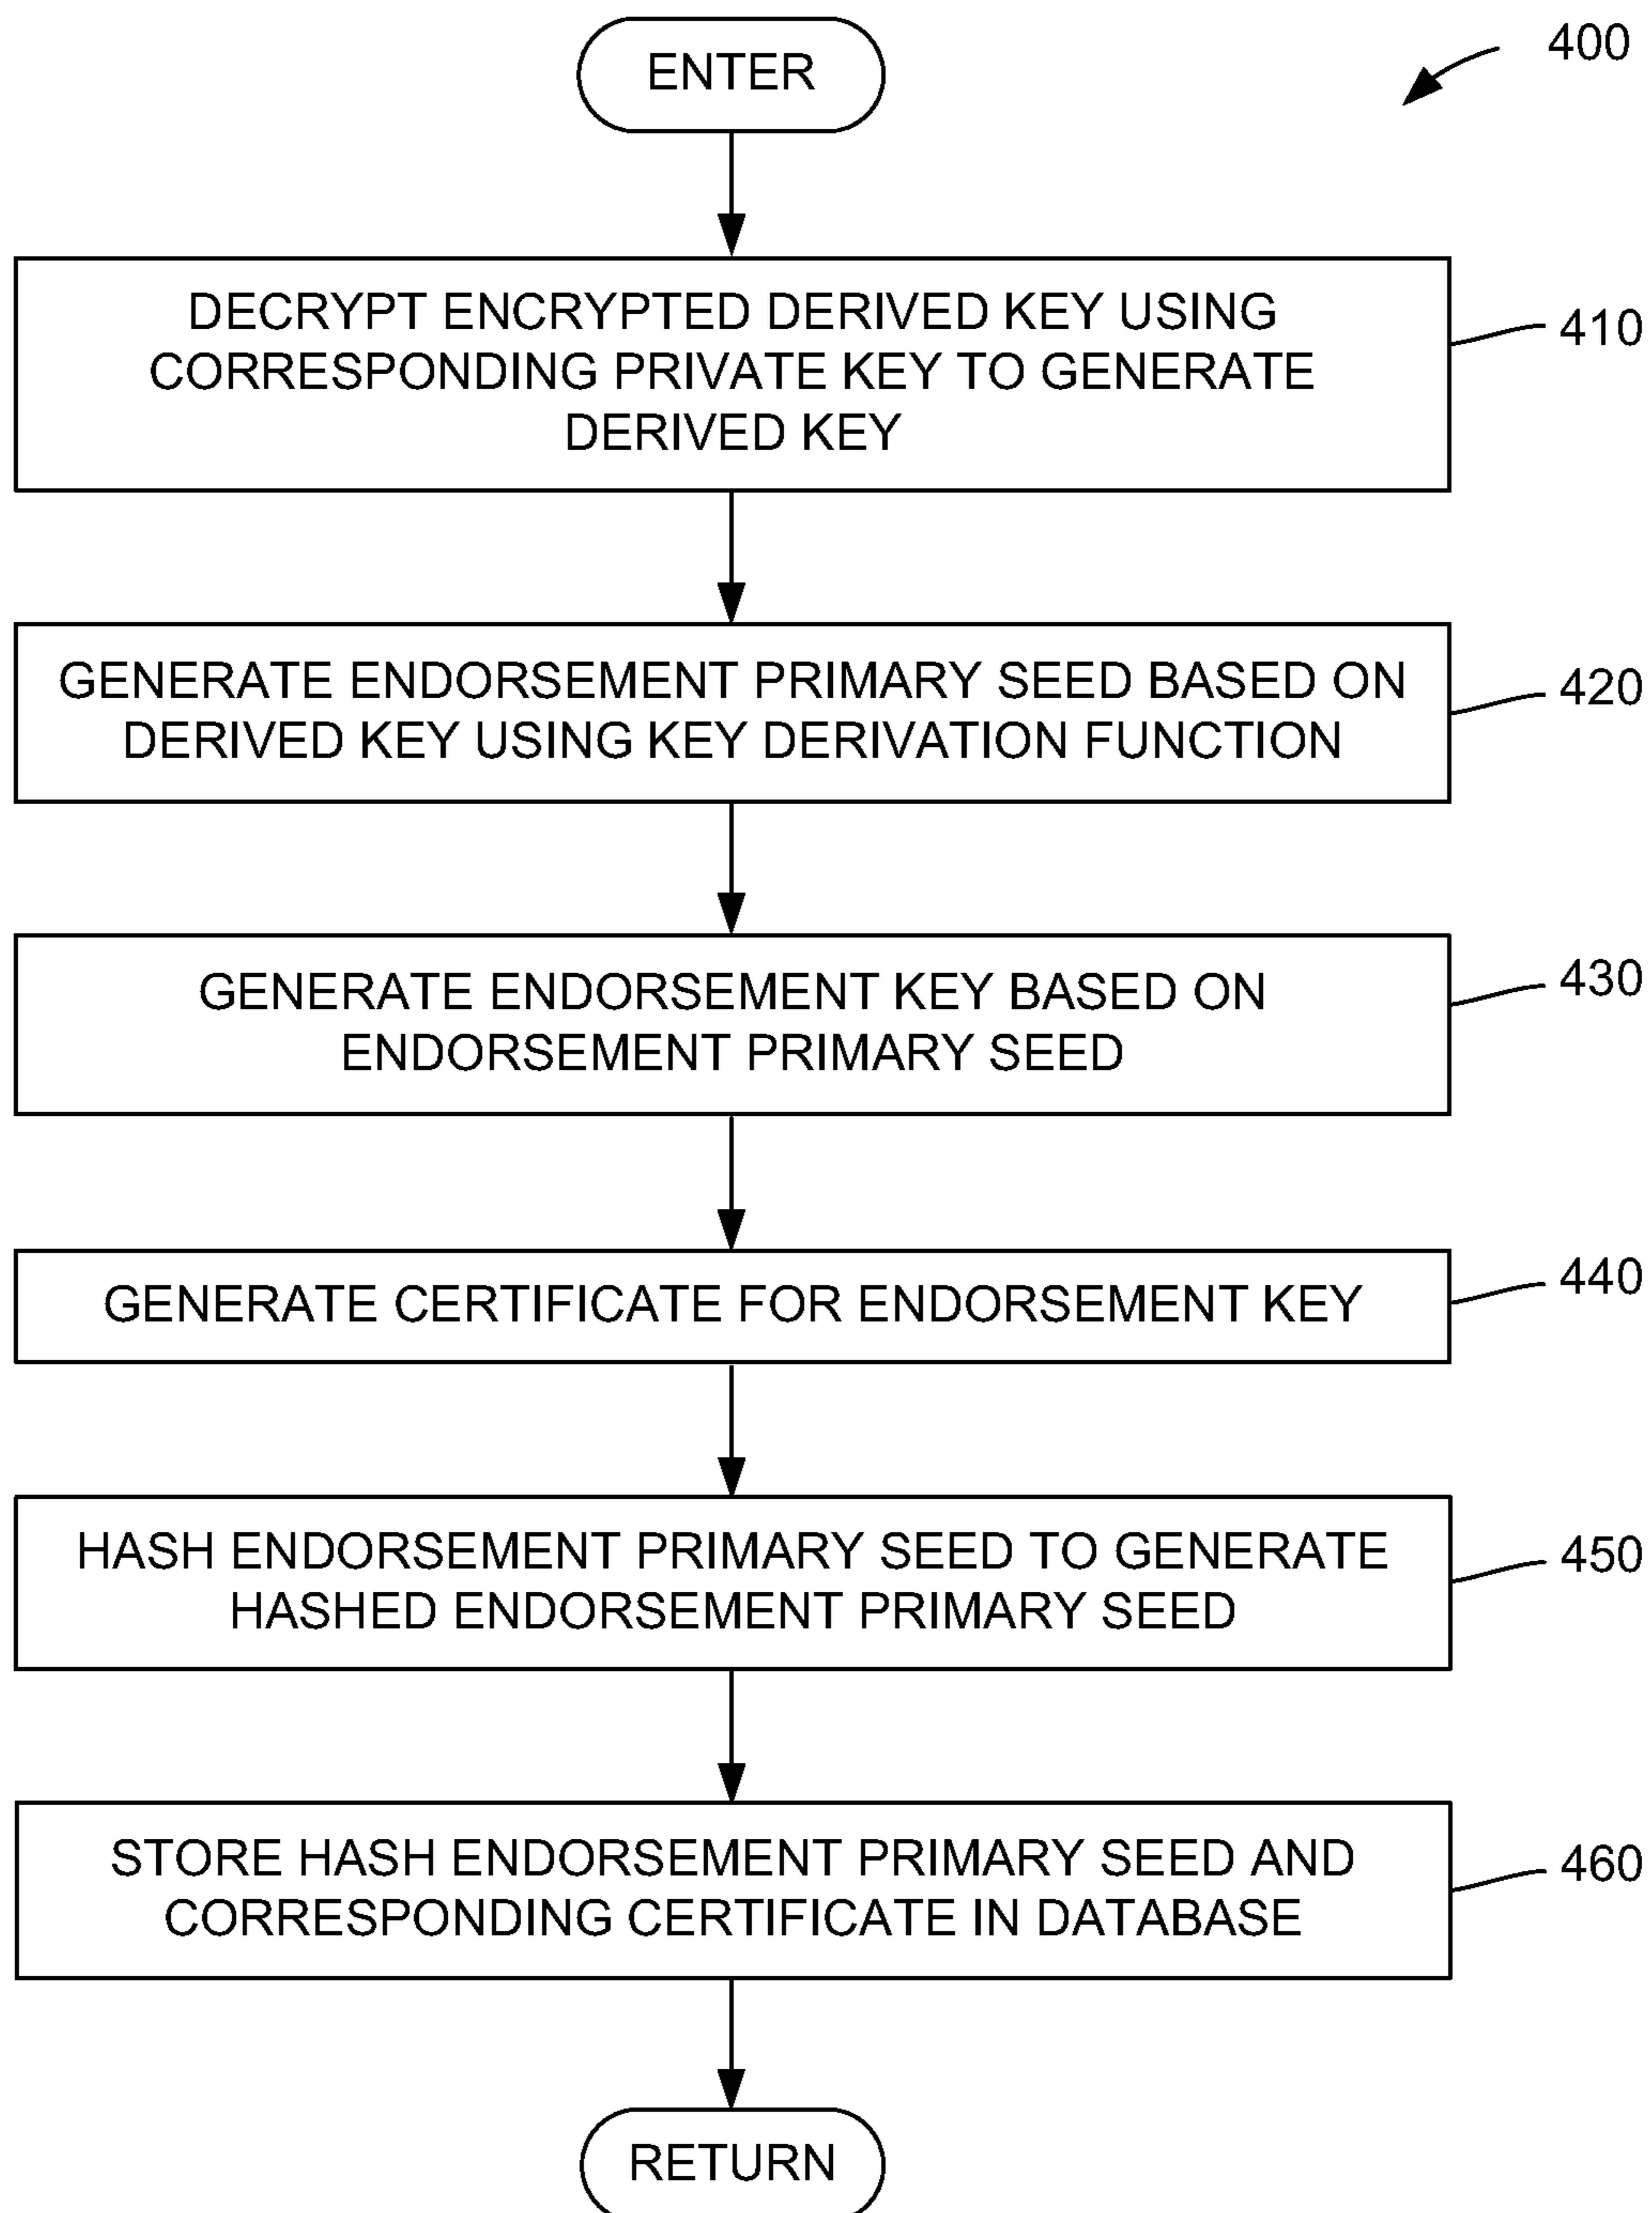 ENTER
400
DECRYPT ENCRYPTED DERIVED KEY USING
CORRESPONDING PRIVATE KEY TO GENERATE
DERIVED KEY
410
GENERATE ENDORSEMENT PRIMARY SEED BASED ON
DERIVED KEY USING KEY DERIVATION FUNCTION
420
GENERATE ENDORSEMENT KEY BASED ON
ENDORSEMENT PRIMARY SEED
430
GENERATE CERTIFICATE FOR ENDORSEMENT KEY
440
HASH ENDORSEMENT PRIMARY SEED TO GENERATE
HASHED ENDORSEMENT PRIMARY SEED
450
STORE HASH ENDORSEMENT PRIMARY SEED AND
CORRESPONDING CERTIFICATE IN DATABASE
460
RETURN